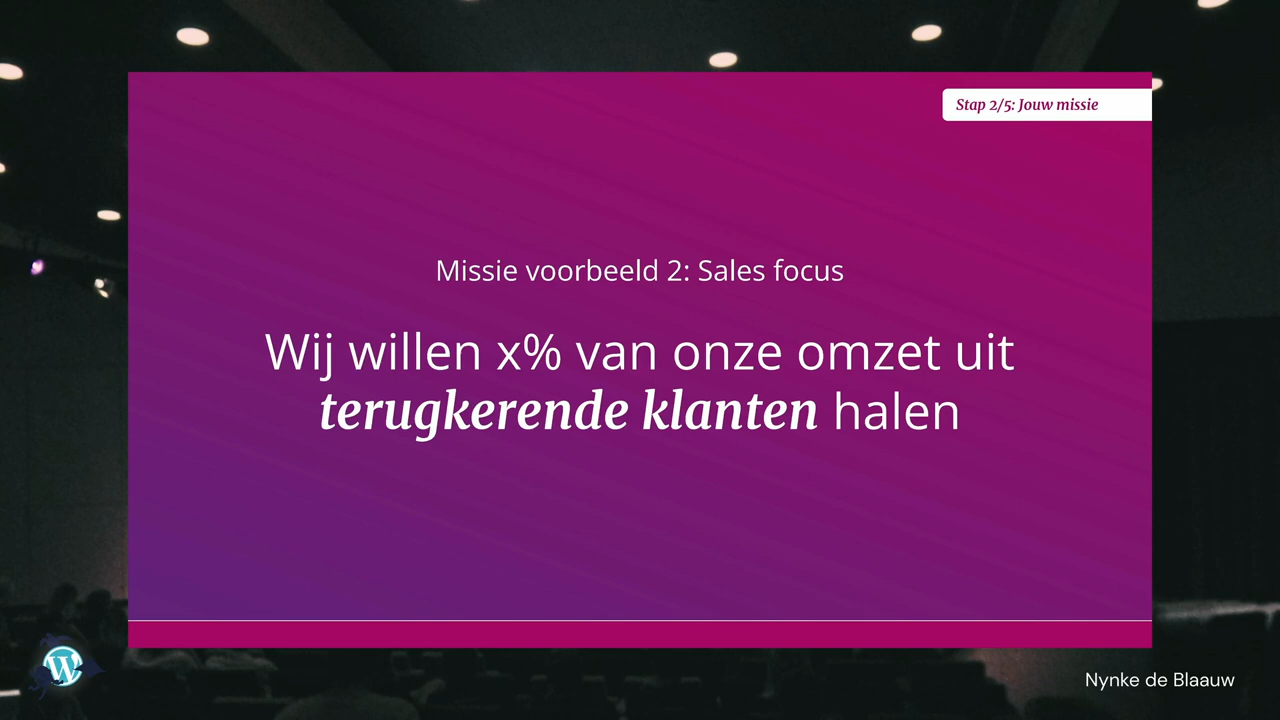 Stap 2/5: Jouw missie
Missie voorbeeld 2: Sales focus
Wij willen x% van onze omzet uit
terugkerende klanten halen
Nynke de Blaauw